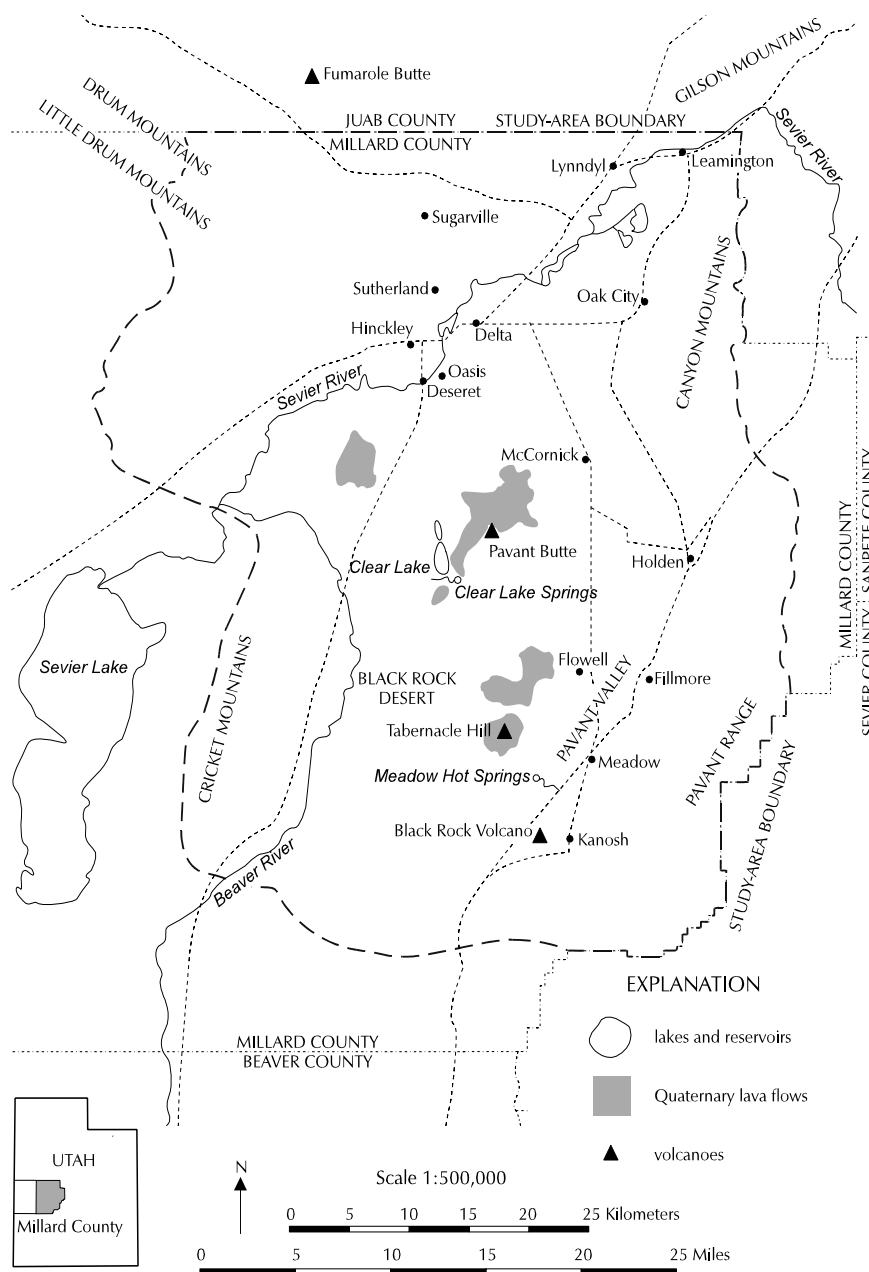 Fumarole Butte
GILSON MOUNTAINS
DRUM MOUNTAINS
LITTLE DRUM MOUNTAINS
JUAB COUNTY
STUDY-AREA BOUNDARY
MILLARD COUNTY
Sevier River
Lynndyl
Leamington
Sugarville
Sutherland
Oak City
CANYON MOUNTAINS
Hinckley
Delta
Oasis
Deseret
Sevier River
McCornick
MILLARD COUNTY
SEVIER COUNTY
SANPETE COUNTY
Pavant Butte
Holden
Clear Lake
Clear Lake Springs
Sevier Lake
CRICKET MOUNTAINS
BLACK ROCK
DESERT
Flowell
PAVANT VALLEY
Fillmore
Tabernacle Hill
PAVANT RANGE
STUDY-AREA BOUNDARY
Meadow
Meadow Hot Springs
Black Rock Volcano
Kanosh
Beaver River
EXPLANATION
lakes and reservoirs
Quaternary lava flows
volcanoes
MILLARD COUNTY
BEAVER COUNTY
UTAH
Millard County
N
Scale 1:500,000
0 5 10 15 20 25 Kilometers
0 5 10 15 20 25 Miles